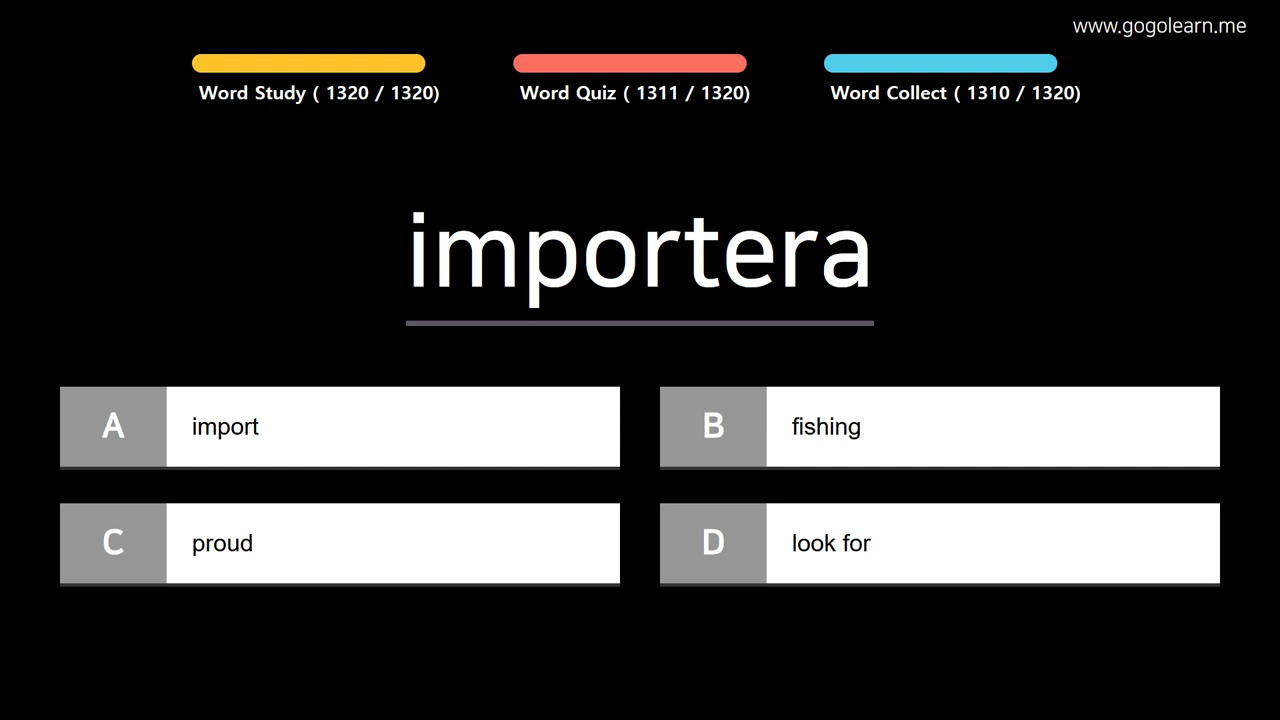 www.gogolearn.me
Word Study ( 1320 / 1320)
Word Quiz ( 1311 / 1320)
Word Collect ( 1310 / 1320)
importera
A import
B fishing
C proud
D look for